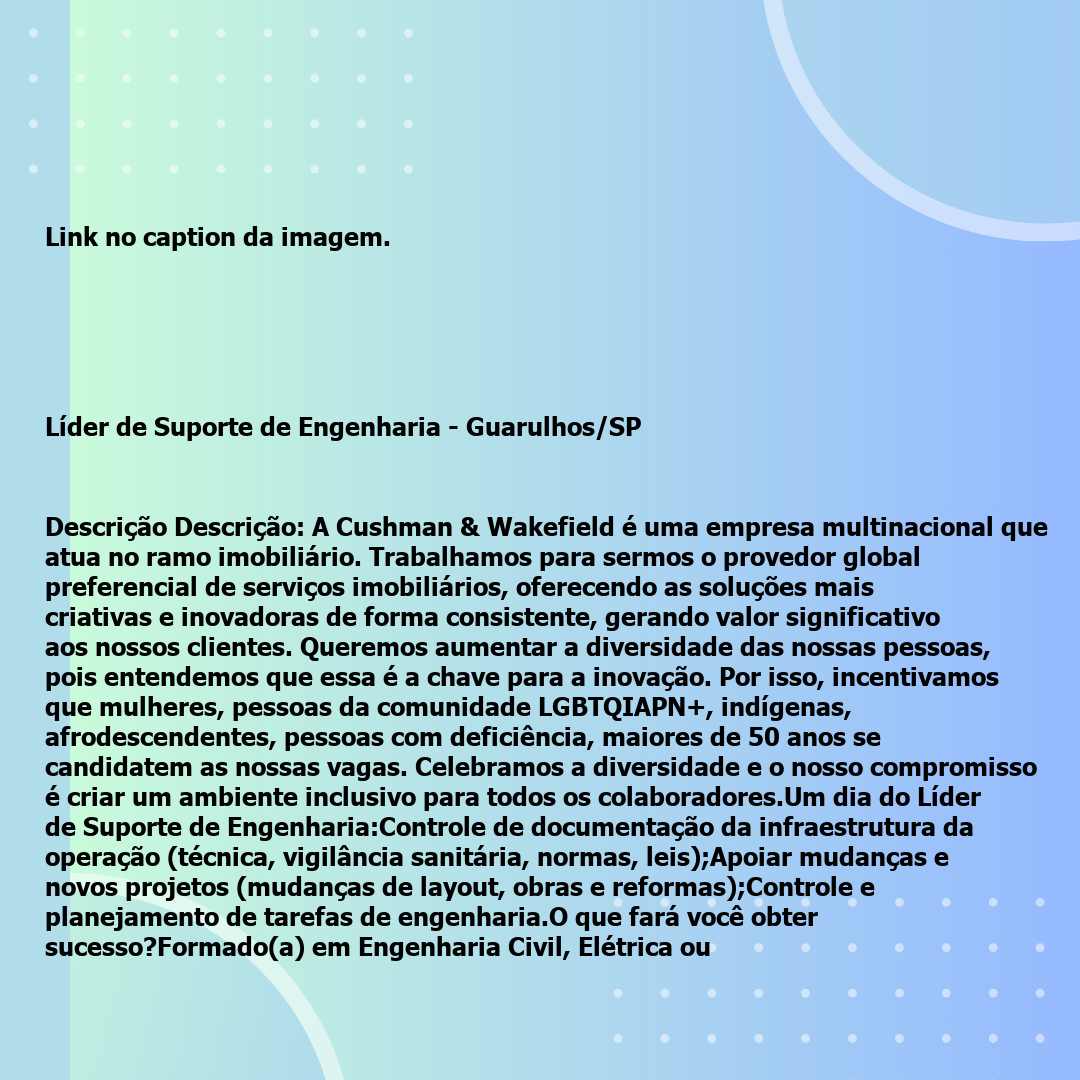 Link no caption da imagem.
Líder de Suporte de Engenharia - Guarulhos/SP
Descrição Descrição: A Cushman & Wakefield é uma empresa multinacional que
atua no ramo imobiliário. Trabalhamos para sermos o provedor global
preferencial de serviços imobiliários, oferecendo as soluções mais
criativas e inovadoras de forma consistente, gerando valor significativo
aos nossos clientes. Queremos aumentar a diversidade das nossas pessoas,
pois entendemos que essa é a chave para a inovação. Por isso, incentivamos
que mulheres, pessoas da comunidade LGBTQIAPN+, indígenas,
afrodescendentes, pessoas com deficiência, maiores de 50 anos se
candidatem as nossas vagas. Celebramos a diversidade e o nosso compromisso
é criar um ambiente inclusivo para todos os colaboradores.Um dia do Líder
de Suporte de Engenharia:Controle de documentação da infraestrutura da
operação (técnica, vigilância sanitária, normas, leis);Apoiar mudanças e
novos projetos (mudanças de layout, obras e reformas);Controle e
planejamento de tarefas de engenharia.O que fará você obter
sucesso?Formado(a) em Engenharia Civil, Elétrica ou